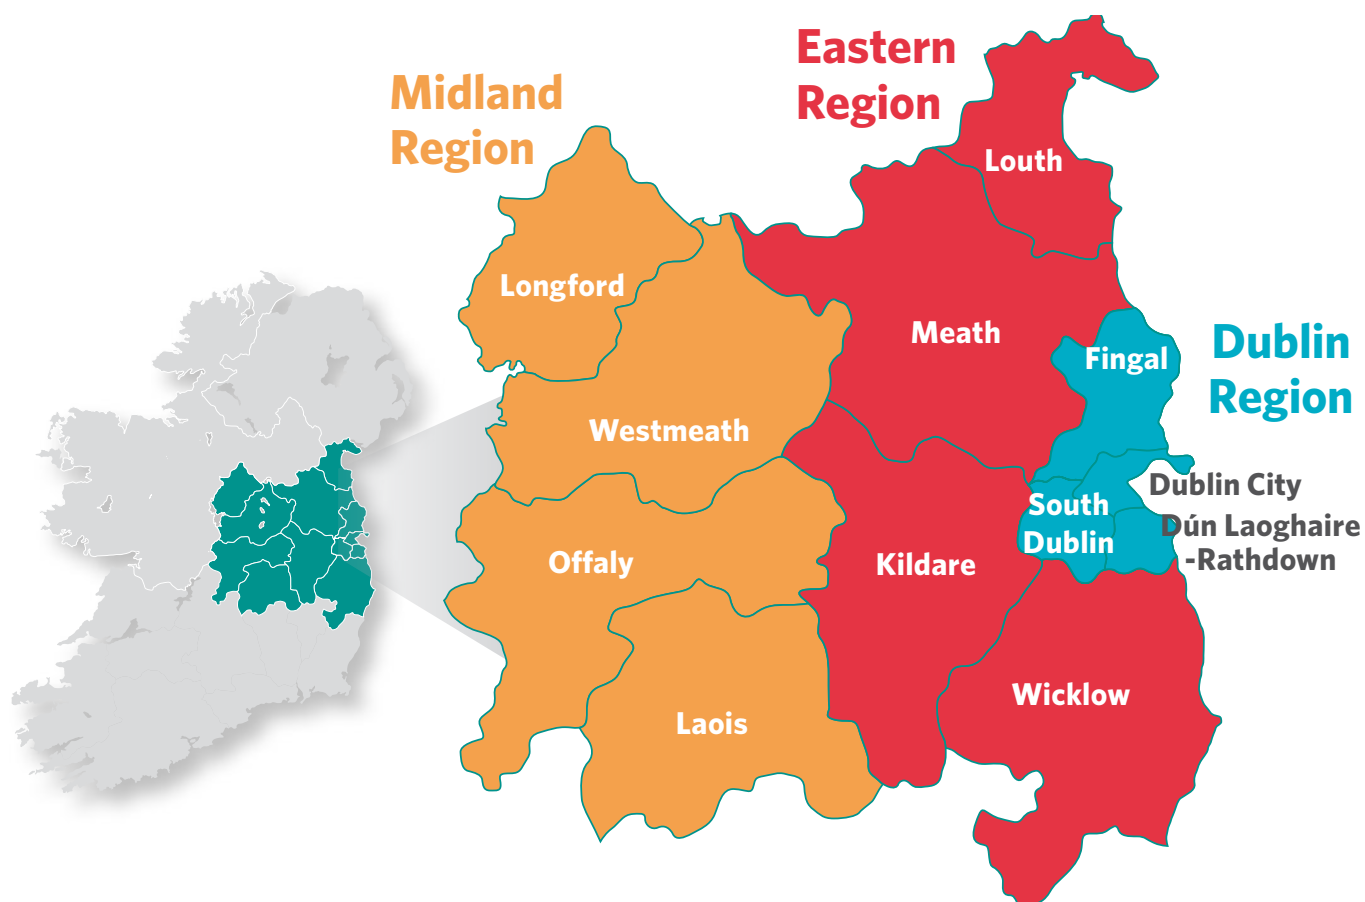 Midland
Region
Eastern
Region
Louth
Longford
Meath
Fingal
Dublin
Region
Westmeath
Dublin City
South
Dublin
Dún Laoghaire
-Rathdown
Offaly
Kildare
Wicklow
Laois